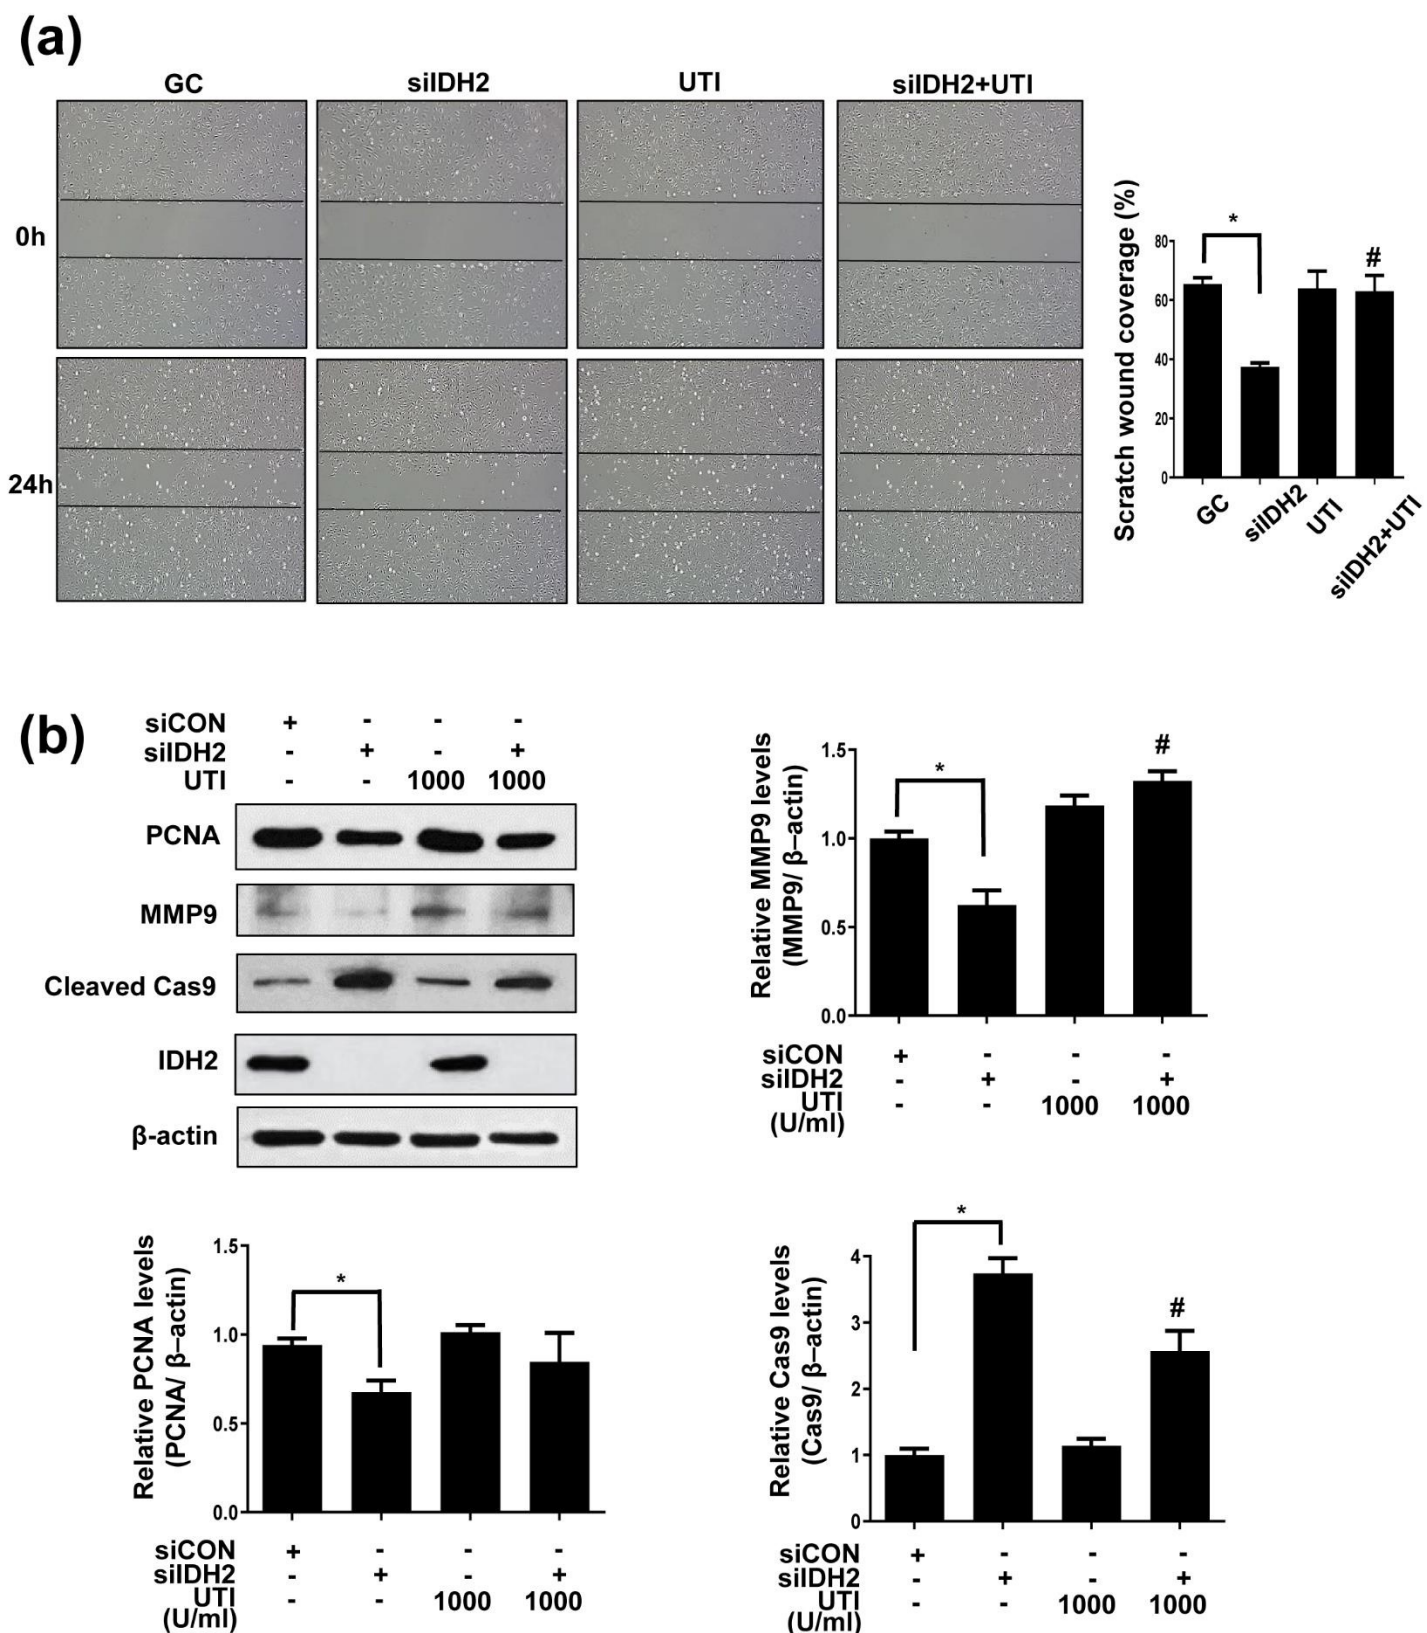 (a)
GC siIDH2 UTI siIDH2+UTI
0h
24h
Scratch wound coverage (%)
80
60
40
20
0
*
#
GC siIDH2 UTI siIDH2+UTI
(b)
siCON + - - -
siIDH2 - + - +
UTI - - 1000 1000
PCNA
MMP9
Cleaved Cas9
IDH2
β-actin
Relative MMP9 levels
(MMP9/ β–actin)
1.5
1.0
0.5
0.0
*
#
siCON + - - -
siIDH2 - + - +
UTI - - 1000 1000
(U/ml)
Relative PCNA levels
(PCNA/ β–actin)
1.5
1.0
0.5
0.0
*
siCON + - - -
siIDH2 - + - +
UTI - - 1000 1000
(U/ml)
Relative Cas9 levels
(Cas9/ β–actin)
4
3
2
1
0
*
#
siCON + - - -
siIDH2 - + - +
UTI - - 1000 1000
(U/ml)